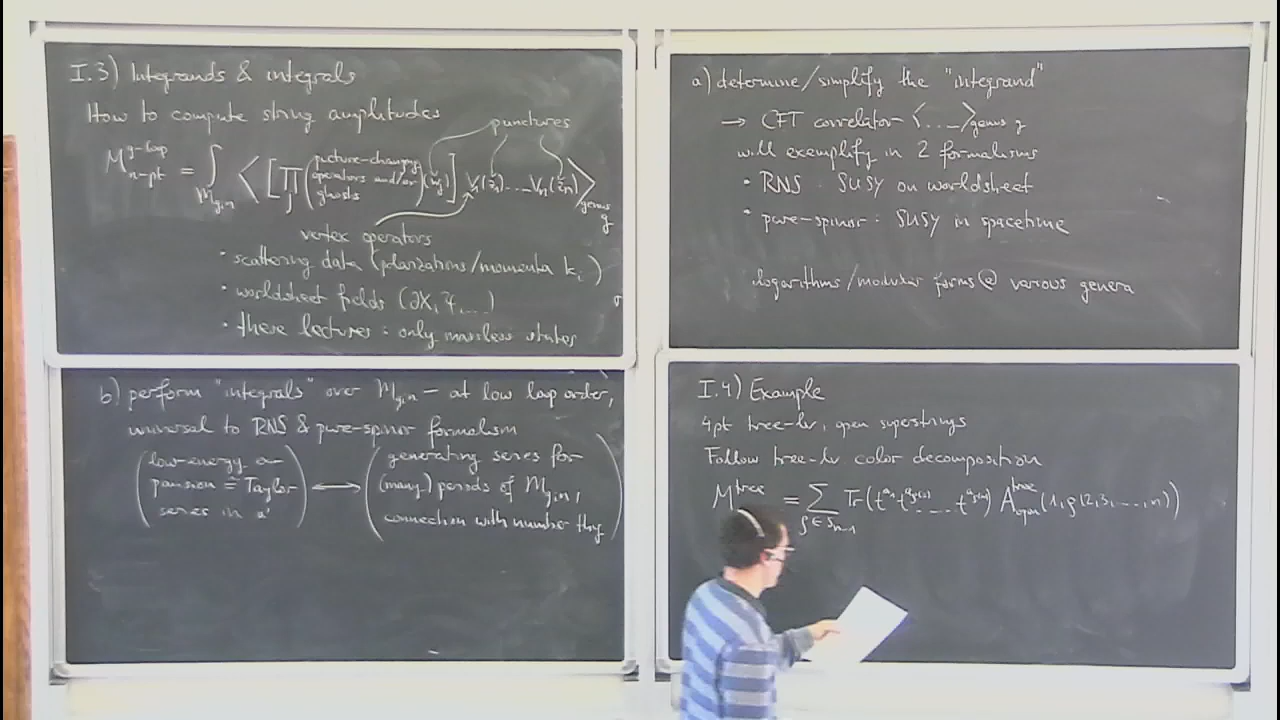 I.3) Integrands & integrals
How to compute string amplitudes
punctures
M^{g-loop}_{n-pt} = ∫_{M_{g,n}} ⟨ [ ∏_j ( picture-changing operators and/or ghosts ) (w_j) ] V_1(z_1) .... V_n(z_n) ⟩_{genus g}
vertex operators
• scattering data (polarizations/momenta k_i)
• worldsheet fields (∂X, ψ, ...)
• these lectures : only massless states
b) perform "integrals" over M_{g,n} – at low loop order,
universal to RNS & pure-spinor formalism
( low-energy ex- ⟷ ( generating series for
pansion = Taylor (many) periods of M_{g,n},
series in α' ) connection with number thy )
a) determine/simplify the "integrand"
→ CFT correlator ⟨....⟩_{genus g}
will exemplify in 2 formalisms
• RNS : SUSY on worldsheet
• pure-spinor : SUSY in spacetime
logarithms/modular forms @ various genera
I.4) Example
4pt tree-lv, open superstrings
Follow tree-lv. color decomposition
M^{tree} = ∑_{ρ∈S_{n-1}} Tr(t^{a_1} t^{a_{ρ(2)}} .... t^{a_{ρ(n)}}) A^{tree}_{open}(1, ρ(2,3,...,n))